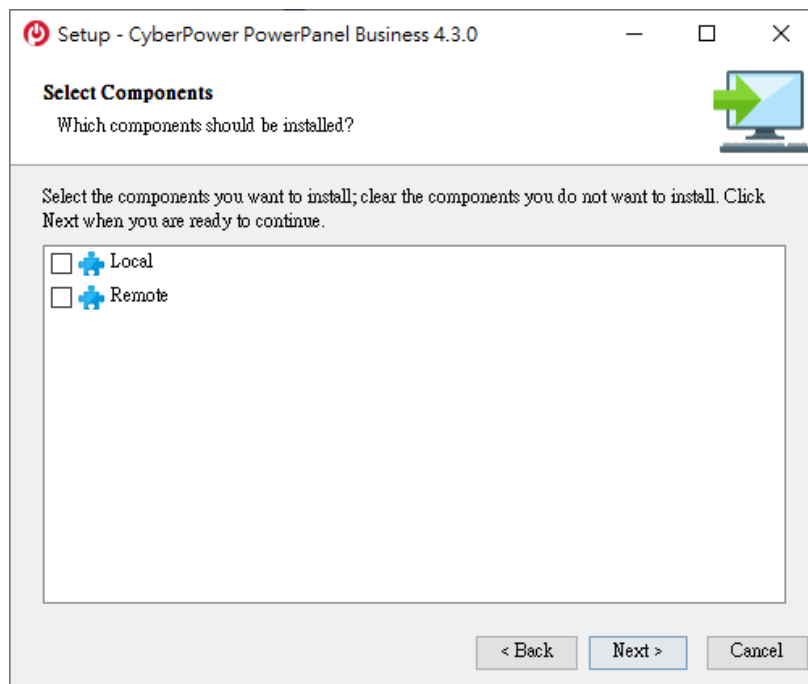 Setup - CyberPower PowerPanel Business 4.3.0
Select Components
Which components should be installed?
Select the components you want to install; clear the components you do not want to install. Click
Next when you are ready to continue.
Local
Remote
< Back
Next >
Cancel